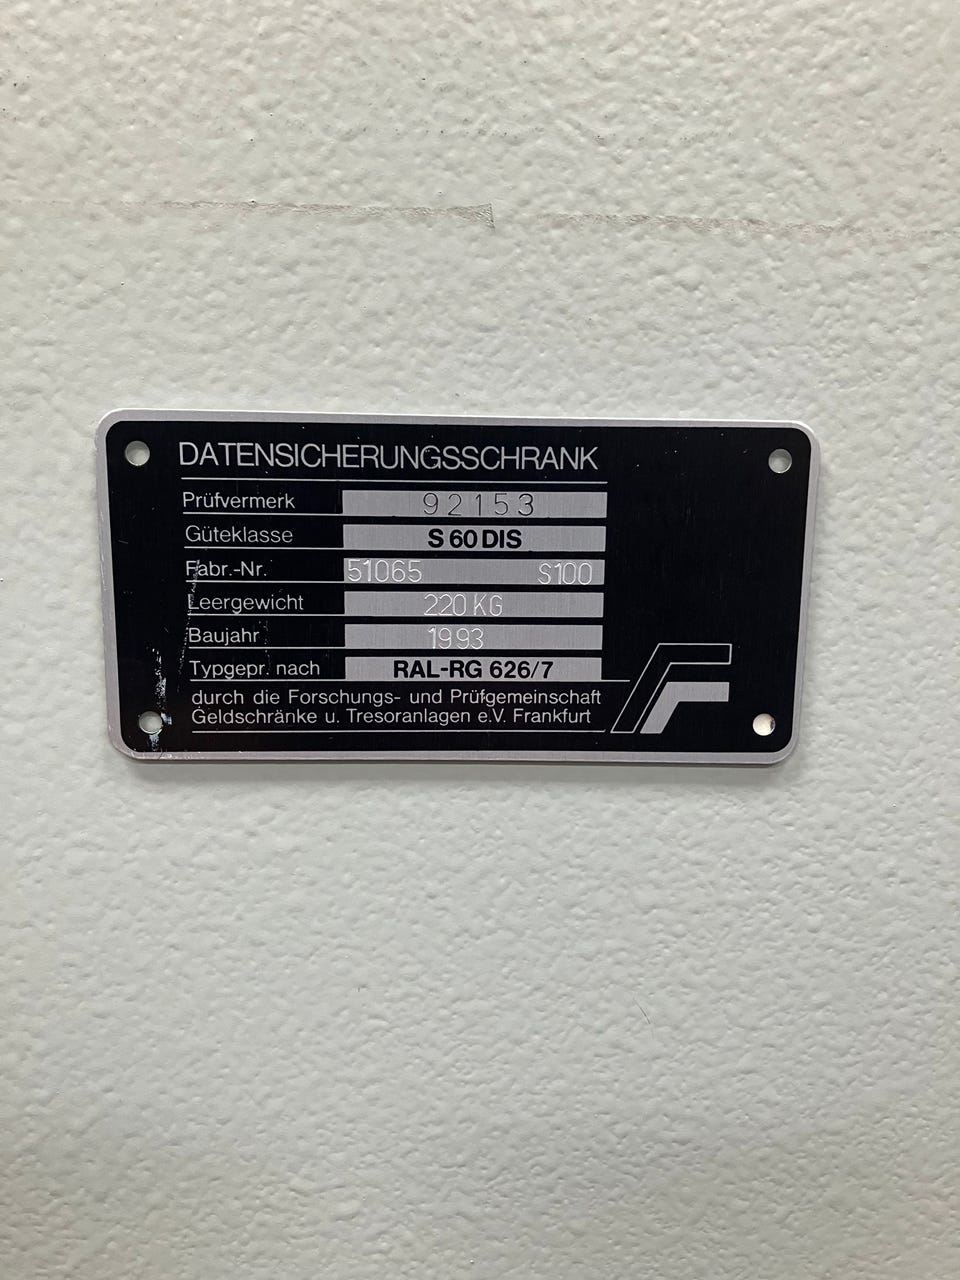 DATENSICHERUNGSSCHRANK
Prüfvermerk 92153
Güteklasse S 60 DIS
Fabr.-Nr. 51065 S100
Leergewicht 220 KG
Baujahr 1993
Typgepr. nach RAL-RG 626/7
durch die Forschungs- und Prüfgemeinschaft
Geldschränke u. Tresoranlagen e.V. Frankfurt